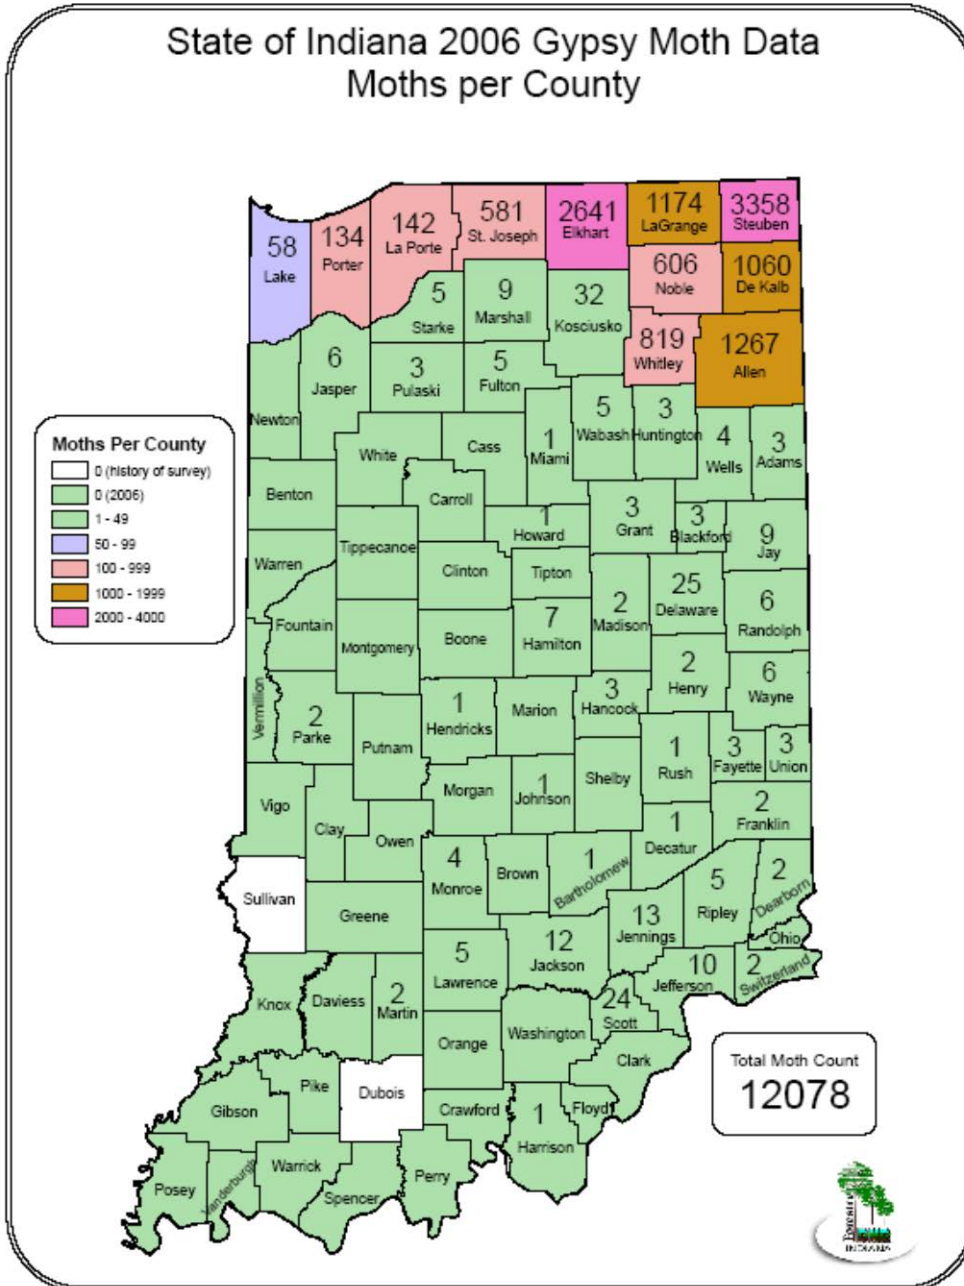 State of Indiana 2006 Gypsy Moth Data
Moths per County
58
Lake
134
Porter
142
La Porte
581
St. Joseph
2641
Elkhart
1174
LaGrange
3358
Steuben
606
Noble
1060
De Kalb
5
Starke
9
Marshall
32
Kosciusko
819
Whitley
1267
Allen
Newton
6
Jasper
3
Pulaski
5
Fulton
1
Miami
5
Wabash
3
Huntington
4
Wells
3
Adams
White
Cass
Benton
Carroll
1
Howard
3
Grant
3
Blackford
9
Jay
Warren
Tippecanoe
Clinton
Tipton
2
Madison
25
Delaware
6
Randolph
Fountain
Montgomery
Boone
7
Hamilton
2
Henry
6
Wayne
Vermillion
2
Parke
Putnam
1
Hendricks
Marion
3
Hancock
1
Rush
3
Fayette
3
Union
Vigo
Clay
Owen
Morgan
1
Johnson
Shelby
1
Decatur
2
Franklin
Sullivan
Greene
4
Monroe
Brown
1
Bartholomew
13
Jennings
5
Ripley
2
Dearborn
Ohio
Knox
Daviess
2
Martin
5
Lawrence
12
Jackson
10
Jefferson
2
Switzerland
Orange
Washington
24
Scott
Clark
Gibson
Pike
Dubois
Crawford
1
Harrison
Floyd
Posey
Vanderburgh
Warrick
Spencer
Perry
Moths Per County
0 (history of survey)
0 (2006)
1 - 49
50 - 99
100 - 999
1000 - 1999
2000 - 4000
Total Moth Count
12078
Forestry
INDIANA